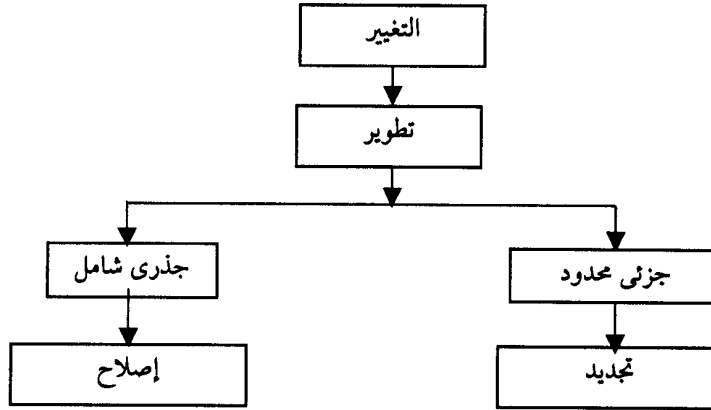 التغيير
تطوير
جزئى محدود
جذرى شامل
تجديد
إصلاح